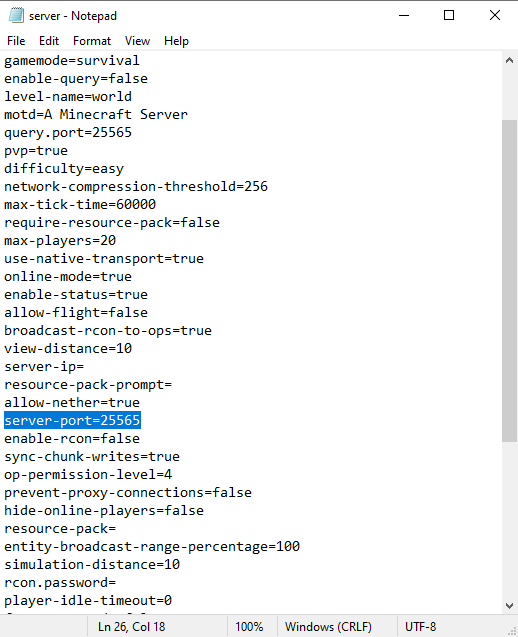 server - Notepad
File Edit Format View Help
gamemode=survival
enable-query=false
level-name=world
motd=A Minecraft Server
query.port=25565
pvp=true
difficulty=easy
network-compression-threshold=256
max-tick-time=60000
require-resource-pack=false
max-players=20
use-native-transport=true
online-mode=true
enable-status=true
allow-flight=false
broadcast-rcon-to-ops=true
view-distance=10
server-ip=
resource-pack-prompt=
allow-nether=true
server-port=25565
enable-rcon=false
sync-chunk-writes=true
op-permission-level=4
prevent-proxy-connections=false
hide-online-players=false
resource-pack=
entity-broadcast-range-percentage=100
simulation-distance=10
rcon.password=
player-idle-timeout=0
Ln 26, Col 18 100% Windows (CRLF) UTF-8